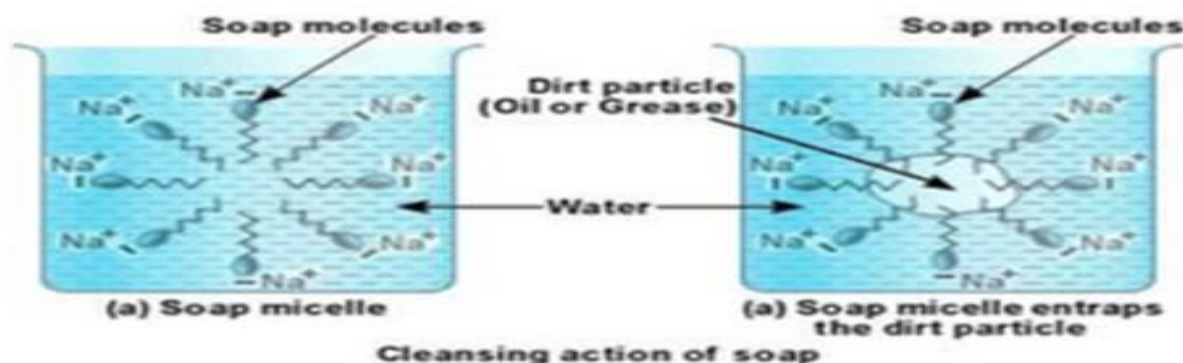 Soap molecules
Na⁺
Na⁺
Na⁺
Na⁺
Na⁺
Na⁺
Na⁺
Na⁺
(a) Soap micelle
Dirt particle
(Oil or Grease)
Water
Soap molecules
Na⁺
Na⁺
Na⁺
Na⁺
Na⁺
Na⁺
Na⁺
Na⁺
(a) Soap micelle entraps
the dirt particle
Cleansing action of soap